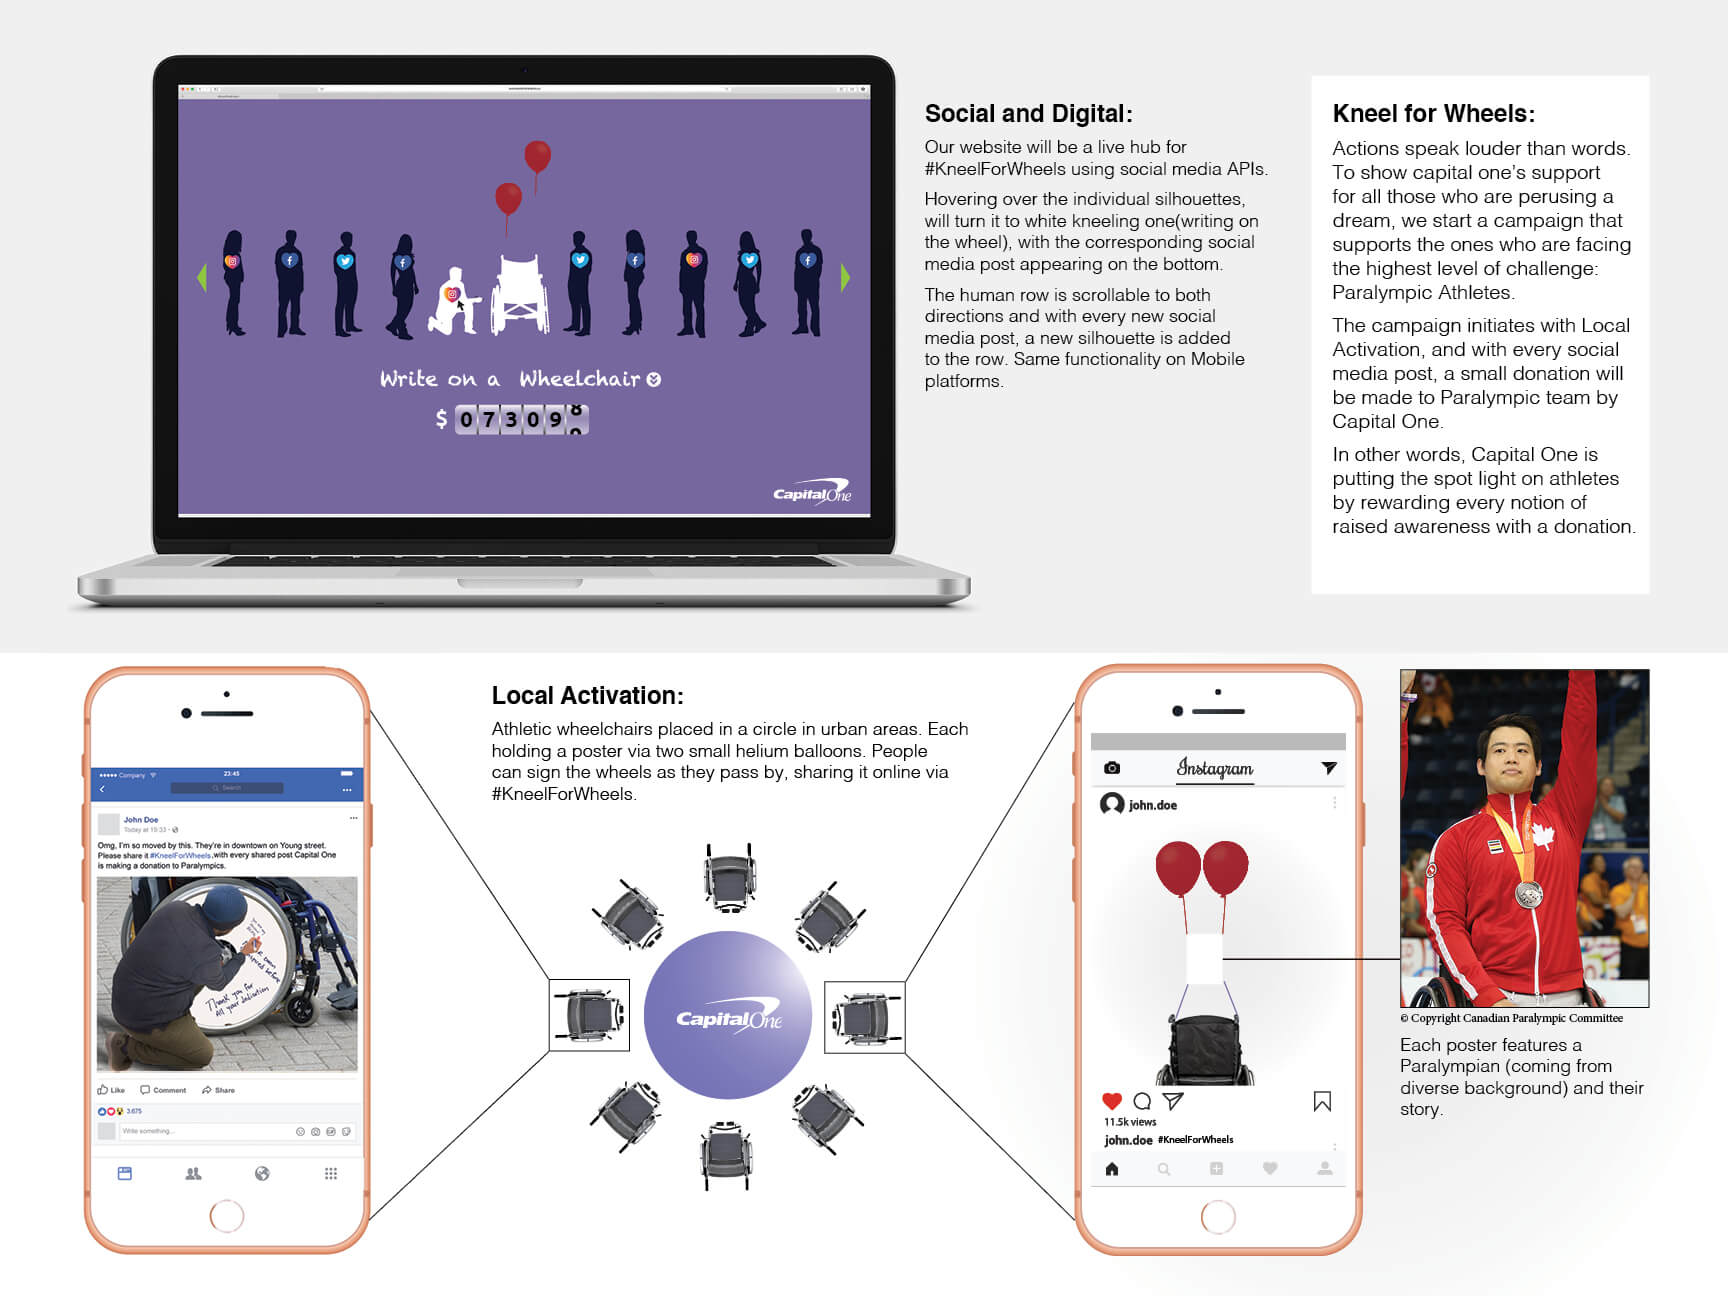 Write on a Wheelchair
$ 07309
CapitalOne
Social and Digital:
Our website will be a live hub for
#KneelForWheels using social media APIs.
Hovering over the individual silhouettes,
will turn it to white kneeling one(writing on
the wheel), with the corresponding social
media post appearing on the bottom.
The human row is scrollable to both
directions and with every new social
media post, a new silhouette is added
to the row. Same functionality on Mobile
platforms.
Kneel for Wheels:
Actions speak louder than words.
To show capital one's support
for all those who are perusing a
dream, we start a campaign that
supports the ones who are facing
the highest level of challenge:
Paralympic Athletes.
The campaign initiates with Local
Activation, and with every social
media post, a small donation will
be made to Paralympic team by
Capital One.
In other words, Capital One is
putting the spot light on athletes
by rewarding every notion of
raised awareness with a donation.
Company
23:45
Search
John Doe
Today at 19:33
Omg, I'm so moved by this. They're in downtown on Young street.
Please share it #KneelForWheels,with every shared post Capital One
is making a donation to Paralympics.
Thank you for
all your dedication
Like Comment Share
3.675
Write something...
Local Activation:
Athletic wheelchairs placed in a circle in urban areas. Each
holding a poster via two small helium balloons. People
can sign the wheels as they pass by, sharing it online via
#KneelForWheels.
CapitalOne
Instagram
john.doe
11.5k views
john.doe #KneelForWheels
© Copyright Canadian Paralympic Committee
Each poster features a
Paralympian (coming from
diverse background) and their
story.